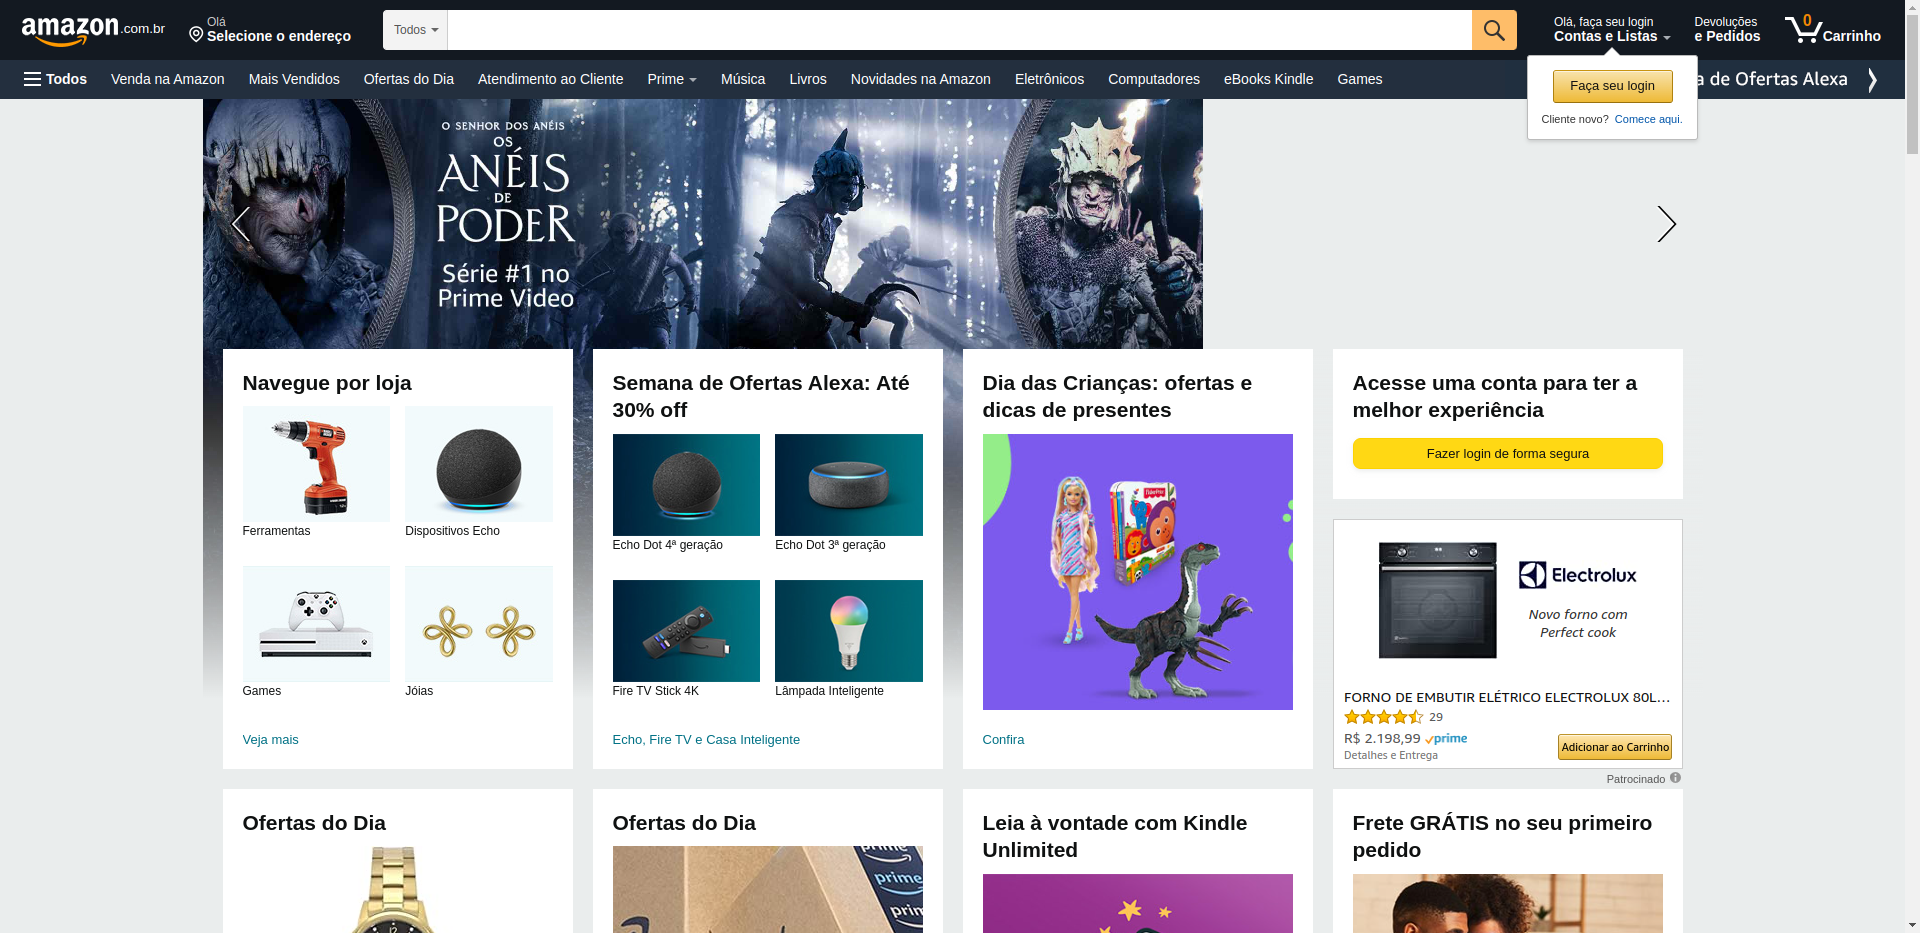 amazon.com.br
Olá
Selecione o endereço
Todos
Olá, faça seu login
Contas e Listas
Devoluções
e Pedidos
0
Carrinho
Todos
Venda na Amazon
Mais Vendidos
Ofertas do Dia
Atendimento ao Cliente
Prime
Música
Livros
Novidades na Amazon
Eletrônicos
Computadores
eBooks Kindle
Games
a de Ofertas Alexa
Faça seu login
Cliente novo? Comece aqui.
O SENHOR DOS ANÉIS
OS
ANÉIS
DE
PODER
Série #1 no
Prime Video
Navegue por loja
Ferramentas
Dispositivos Echo
Games
Jóias
Veja mais
Semana de Ofertas Alexa: Até
30% off
Echo Dot 4ª geração
Echo Dot 3ª geração
Fire TV Stick 4K
Lâmpada Inteligente
Echo, Fire TV e Casa Inteligente
Dia das Crianças: ofertas e
dicas de presentes
Confira
Acesse uma conta para ter a
melhor experiência
Fazer login de forma segura
Electrolux
Novo forno com
Perfect cook
FORNO DE EMBUTIR ELÉTRICO ELECTROLUX 80L...
29
R$ 2.198,99 prime
Detalhes e Entrega
Adicionar ao Carrinho
Patrocinado
Ofertas do Dia
Ofertas do Dia
prime
prime
Leia à vontade com Kindle
Unlimited
Frete GRÁTIS no seu primeiro
pedido